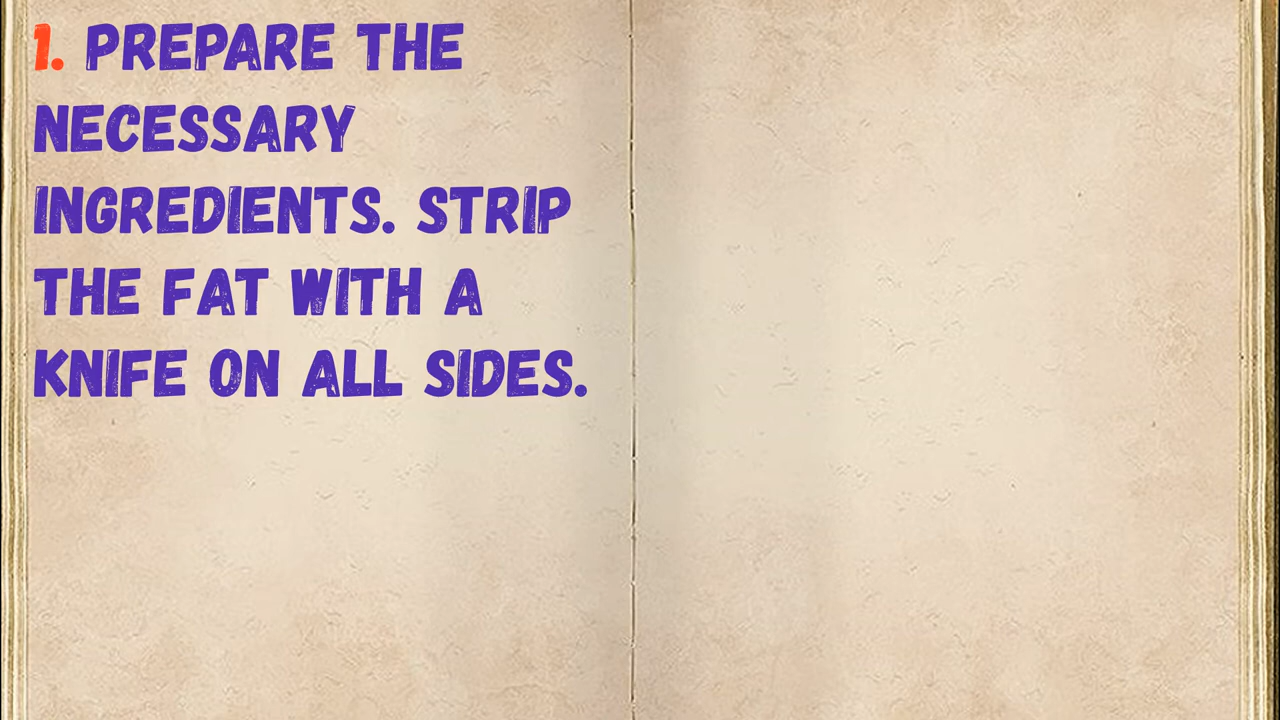 1. PREPARE THE
NECESSARY
INGREDIENTS. STRIP
THE FAT WITH A
KNIFE ON ALL SIDES.